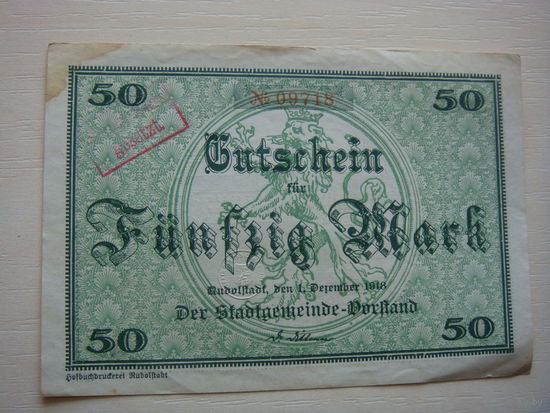 50
50
№ 09718
Gutschein
für
Fünfzig Mark
Rudolstadt, den 1. Dezember 1918
Der Stadtgemeinde-Vorstand
50
50
Hofbuchdruckerei Rudolstadt